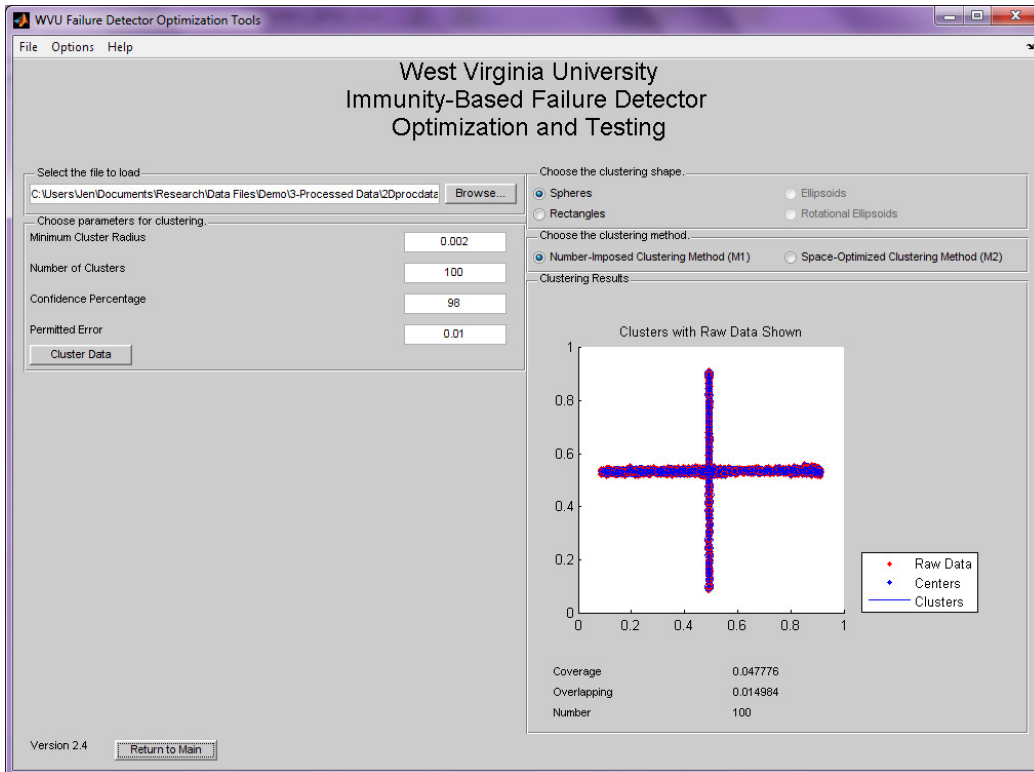 WVU Failure Detector Optimization Tools
File Options Help
West Virginia University
Immunity-Based Failure Detector
Optimization and Testing
Select the file to load
C:\Users\Jen\Documents\Research\Data Files\Demo\3-Processed Data\2Dprocdata
Browse...
Choose parameters for clustering.
Minimum Cluster Radius 0.002
Number of Clusters 100
Confidence Percentage 98
Permitted Error 0.01
Cluster Data
Choose the clustering shape.
Spheres Ellipsoids
Rectangles Rotational Ellipsoids
Choose the clustering method.
Number-Imposed Clustering Method (M1) Space-Optimized Clustering Method (M2)
Clustering Results
Clusters with Raw Data Shown
1
0.8
0.6
0.4
0.2
0
0 0.2 0.4 0.6 0.8 1
Raw Data
Centers
Clusters
Coverage 0.047776
Overlapping 0.014984
Number 100
Version 2.4
Return to Main